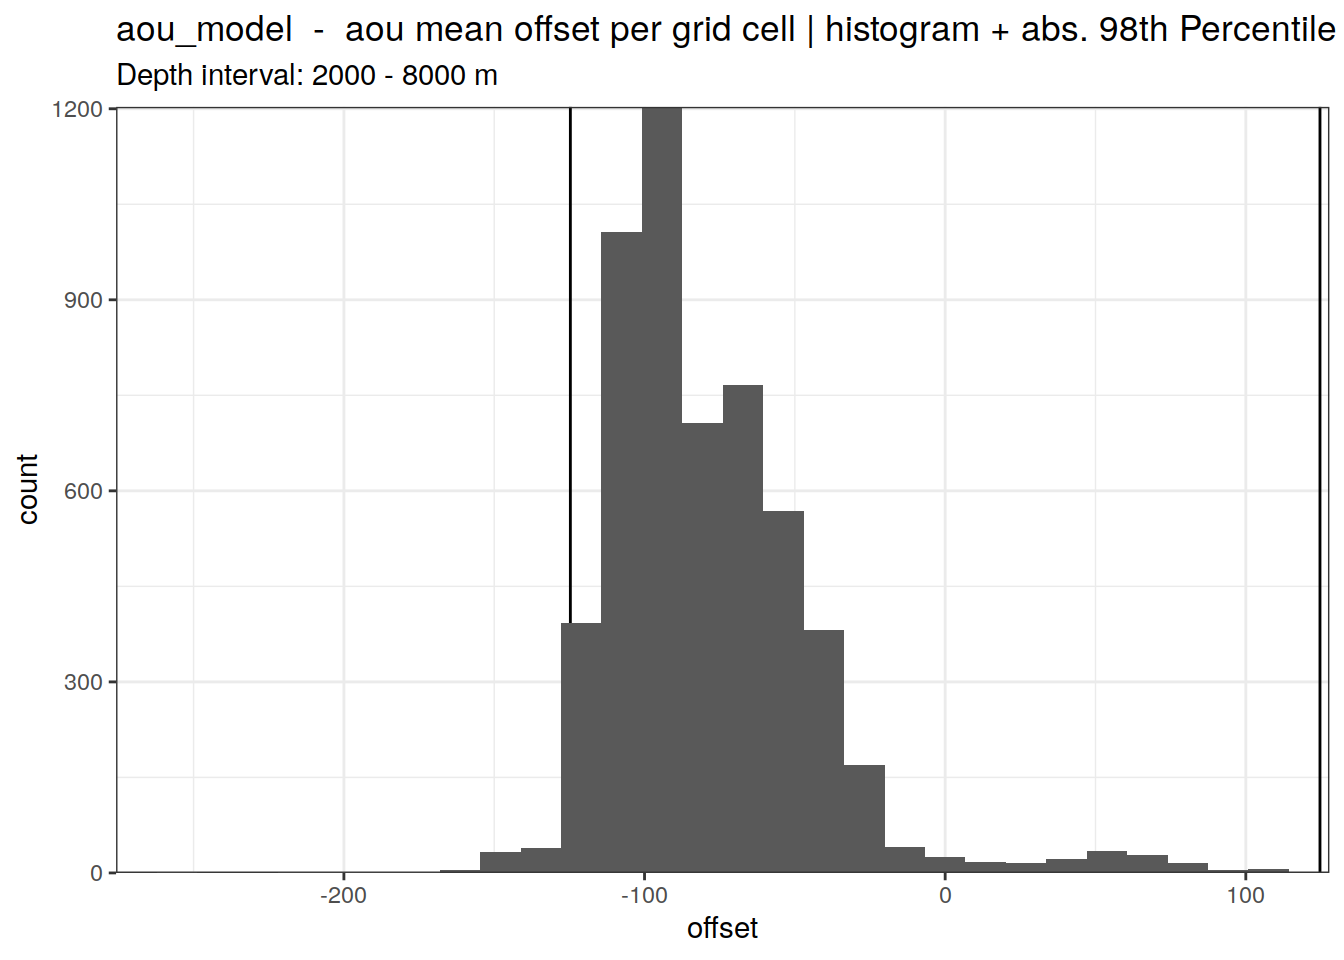 aou_model  -  aou mean offset per grid cell | histogram + abs. 98th Percentile
Depth interval: 2000 - 8000 m
1200
900
600
300
0
count
-200
-100
0
100
offset